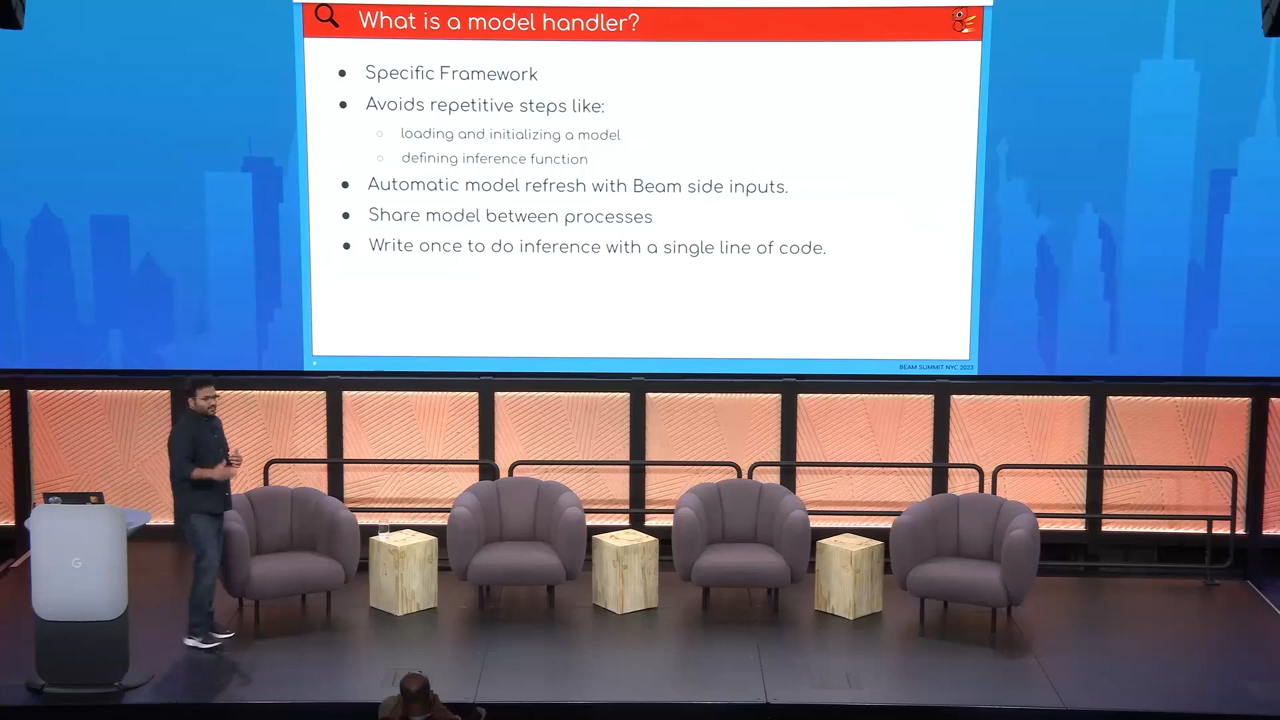 What is a model handler?
● Specific Framework
● Avoids repetitive steps like:
○ loading and initializing a model
○ defining inference function
● Automatic model refresh with Beam side inputs.
● Share model between processes
● Write once to do inference with a single line of code.
BEAM SUMMIT NYC 2023
G